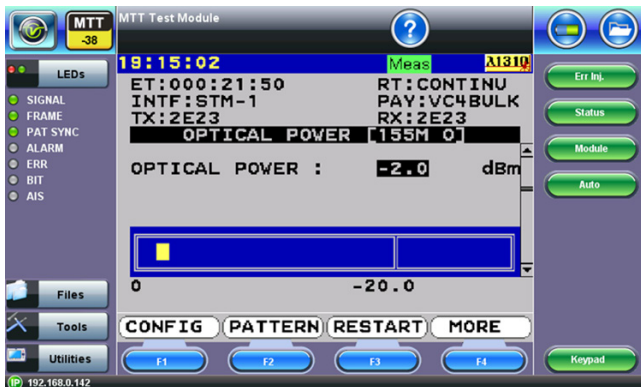 MTT
-38
MTT Test Module
?
LEDs
SIGNAL
FRAME
PAT SYNC
ALARM
ERR
BIT
AIS
Files
Tools
Utilities
IP 192.168.0.142
19:15:02 Meas λ1310
ET:000:21:50 RT:CONTINU
INTF:STM-1 PAY:VC4BULK
TX:2E23 RX:2E23
OPTICAL POWER [155M O]
OPTICAL POWER : -2.0 dBm
0 -20.0
CONFIG PATTERN RESTART MORE
F1 F2 F3 F4
Err Inj.
Status
Module
Auto
Keypad